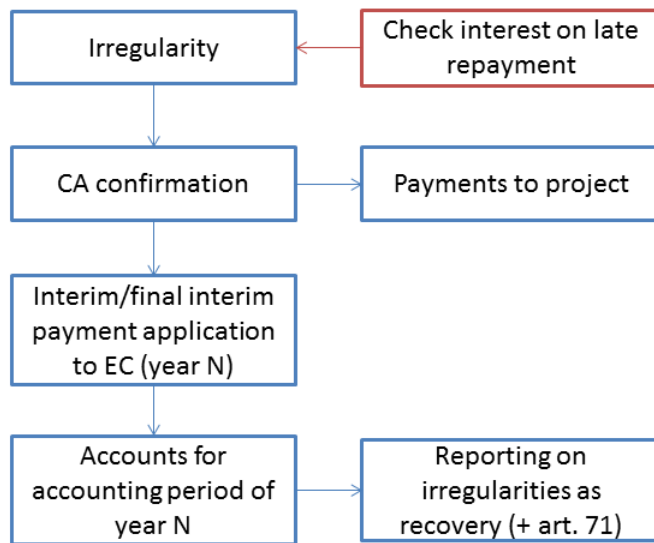 Irregularity
Check interest on late
repayment
CA confirmation
Payments to project
Interim/final interim
payment application
to EC (year N)
Accounts for
accounting period of
year N
Reporting on
irregularities as
recovery (+ art. 71)